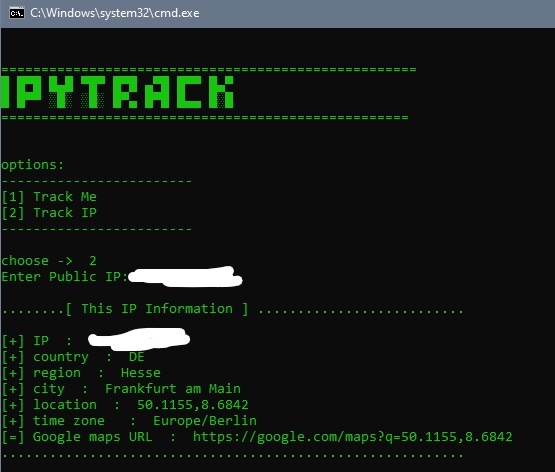 C:\Windows\system32\cmd.exe
====================================================
IPYTRACK
===================================================
options:
------------------------
[1] Track Me
[2] Track IP
------------------------
choose -> 2
Enter Public IP:
........[ This IP Information ] ..........................
[+] IP :
[+] country : DE
[+] region : Hesse
[+] city : Frankfurt am Main
[+] location : 50.1155,8.6842
[+] time zone : Europe/Berlin
[=] Google maps URL : https://google.com/maps?q=50.1155,8.6842
..........................................................